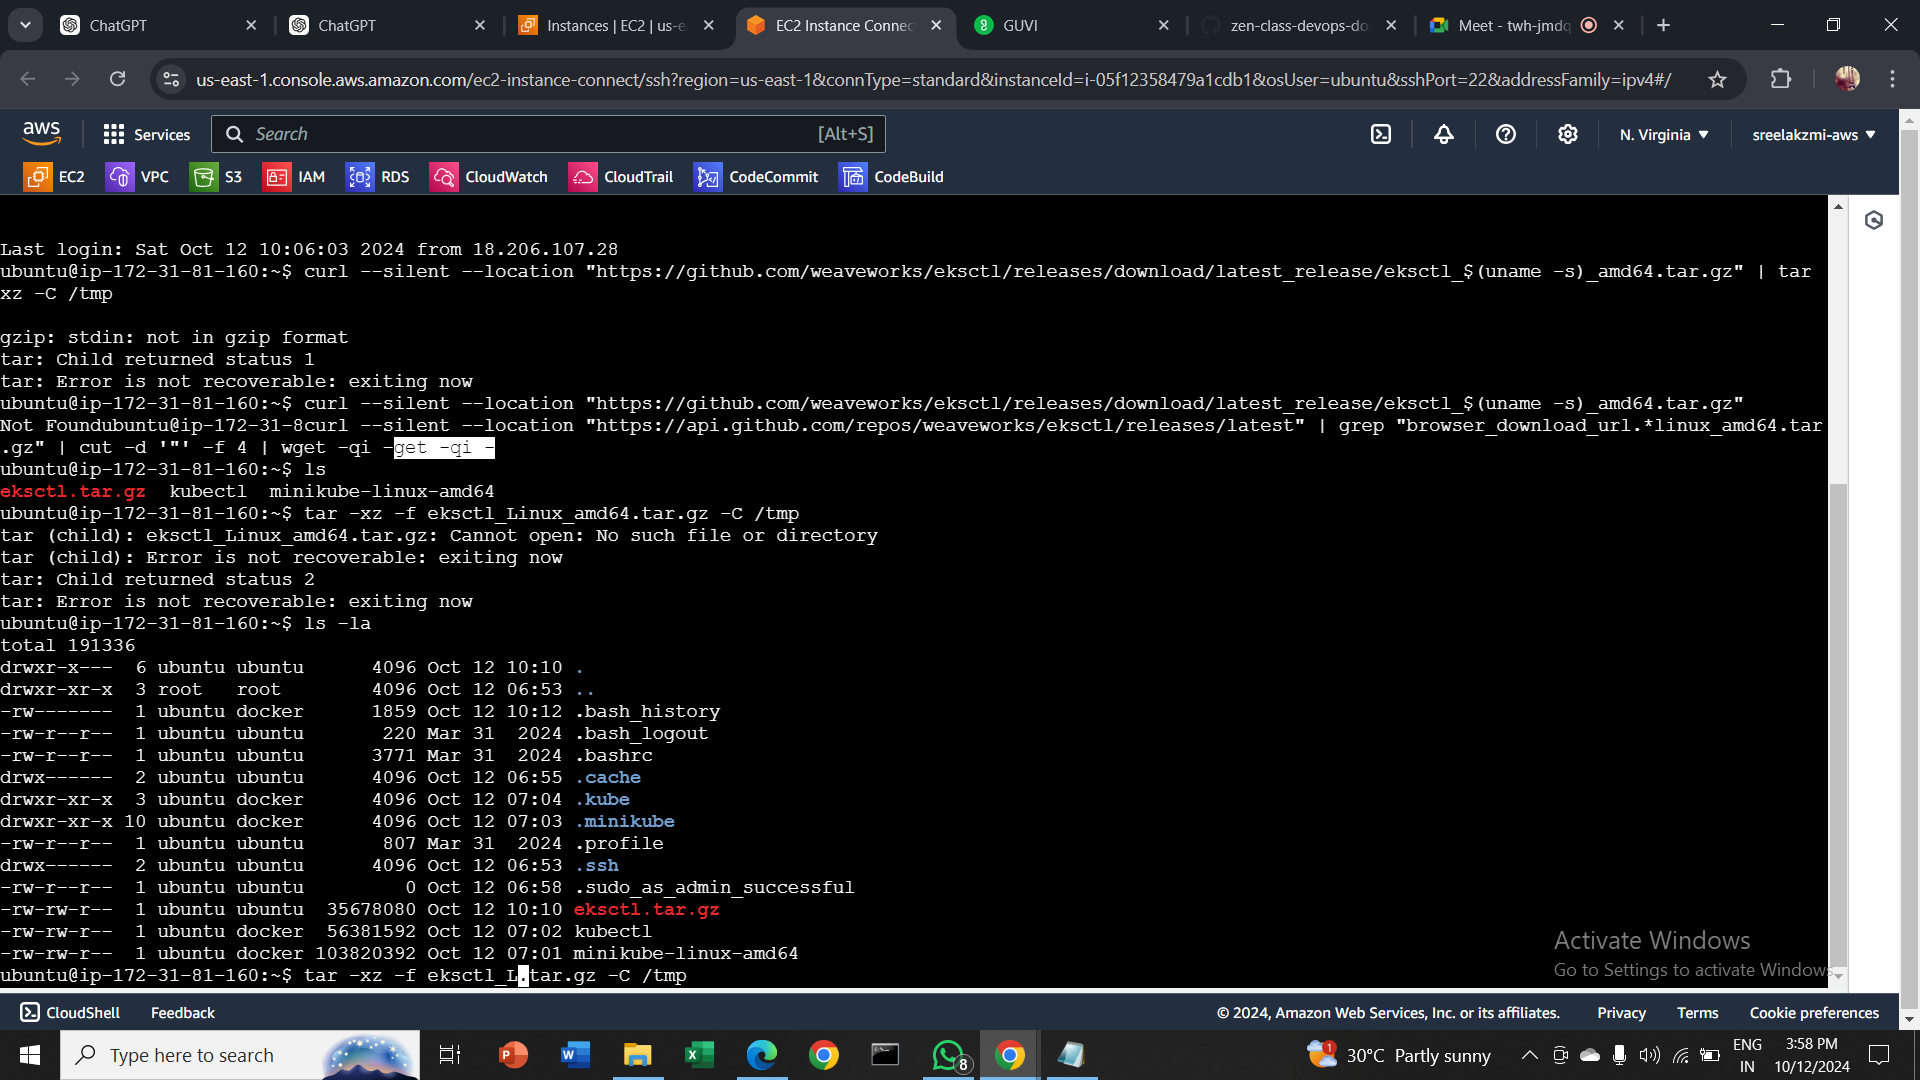 ChatGPT
ChatGPT
Instances | EC2 | us-e
EC2 Instance Connec
GUVI
zen-class-devops-do
Meet - twh-jmdq
us-east-1.console.aws.amazon.com/ec2-instance-connect/ssh?region=us-east-1&connType=standard&instanceId=i-05f12358479a1cdb1&osUser=ubuntu&sshPort=22&addressFamily=ipv4#/
aws
Services
Search
[Alt+S]
N. Virginia
sreelakzmi-aws
EC2
VPC
S3
IAM
RDS
CloudWatch
CloudTrail
CodeCommit
CodeBuild
Last login: Sat Oct 12 10:06:03 2024 from 18.206.107.28
ubuntu@ip-172-31-81-160:~$ curl --silent --location "https://github.com/weaveworks/eksctl/releases/download/latest_release/eksctl_$(uname -s)_amd64.tar.gz" | tar
xz -C /tmp
gzip: stdin: not in gzip format
tar: Child returned status 1
tar: Error is not recoverable: exiting now
ubuntu@ip-172-31-81-160:~$ curl --silent --location "https://github.com/weaveworks/eksctl/releases/download/latest_release/eksctl_$(uname -s)_amd64.tar.gz"
Not Foundubuntu@ip-172-31-8curl --silent --location "https://api.github.com/repos/weaveworks/eksctl/releases/latest" | grep "browser_download_url.*linux_amd64.tar
.gz" | cut -d '"' -f 4 | wget -qi -get -qi -
ubuntu@ip-172-31-81-160:~$ ls
eksctl.tar.gz  kubectl  minikube-linux-amd64
ubuntu@ip-172-31-81-160:~$ tar -xz -f eksctl_Linux_amd64.tar.gz -C /tmp
tar (child): eksctl_Linux_amd64.tar.gz: Cannot open: No such file or directory
tar (child): Error is not recoverable: exiting now
tar: Child returned status 2
tar: Error is not recoverable: exiting now
ubuntu@ip-172-31-81-160:~$ ls -la
total 191336
drwxr-x---  6 ubuntu ubuntu      4096 Oct 12 10:10 .
drwxr-xr-x  3 root   root        4096 Oct 12 06:53 ..
-rw-------  1 ubuntu docker      1859 Oct 12 10:12 .bash_history
-rw-r--r--  1 ubuntu ubuntu       220 Mar 31  2024 .bash_logout
-rw-r--r--  1 ubuntu ubuntu      3771 Mar 31  2024 .bashrc
drwx------  2 ubuntu ubuntu      4096 Oct 12 06:55 .cache
drwxr-xr-x  3 ubuntu docker      4096 Oct 12 07:04 .kube
drwxr-xr-x 10 ubuntu docker      4096 Oct 12 07:03 .minikube
-rw-r--r--  1 ubuntu ubuntu       807 Mar 31  2024 .profile
drwx------  2 ubuntu ubuntu      4096 Oct 12 06:53 .ssh
-rw-r--r--  1 ubuntu ubuntu         0 Oct 12 06:58 .sudo_as_admin_successful
-rw-rw-r--  1 ubuntu ubuntu  35678080 Oct 12 10:10 eksctl.tar.gz
-rw-rw-r--  1 ubuntu docker  56381592 Oct 12 07:02 kubectl
-rw-rw-r--  1 ubuntu docker 103820392 Oct 12 07:01 minikube-linux-amd64
ubuntu@ip-172-31-81-160:~$ tar -xz -f eksctl_L.tar.gz -C /tmp
Activate Windows
Go to Settings to activate Windows.
CloudShell
Feedback
© 2024, Amazon Web Services, Inc. or its affiliates.
Privacy
Terms
Cookie preferences
Type here to search
8
1
30°C Partly sunny
ENG
IN
3:58 PM
10/12/2024